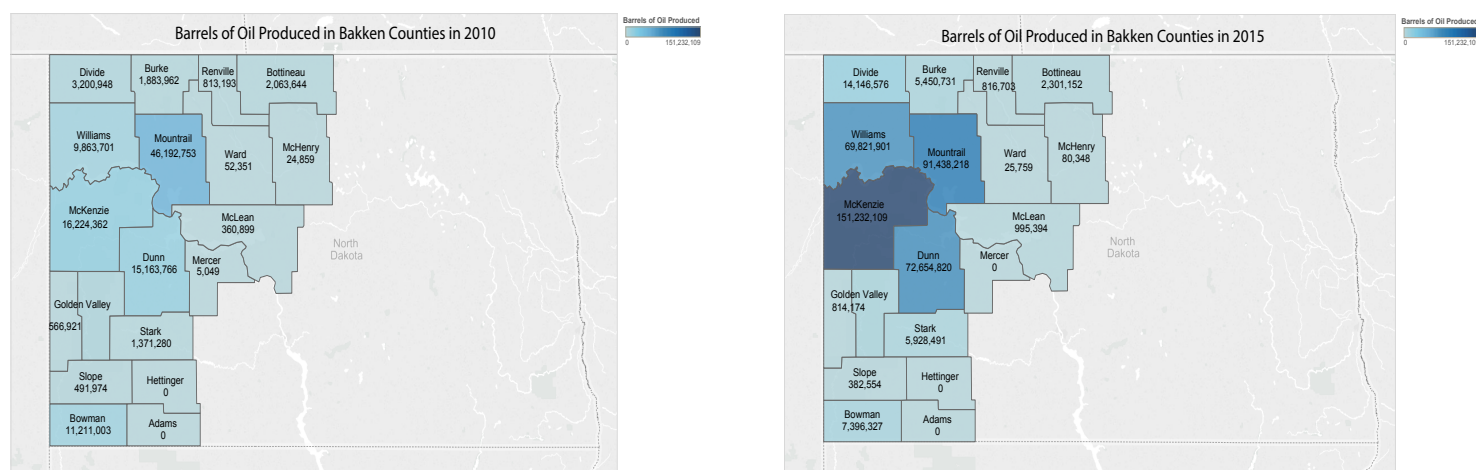 Barrels of Oil Produced in Bakken Counties in 2010
Barrels of Oil Produced
0 151,232,109
Divide
3,200,948
Burke
1,883,962
Renville
813,193
Bottineau
2,063,644
Williams
9,863,701
Mountrail
46,192,753
Ward
52,351
McHenry
24,859
McKenzie
16,224,362
McLean
360,899
Dunn
15,163,766
Mercer
5,049
North
Dakota
Golden Valley
566,921
Stark
1,371,280
Slope
491,974
Hettinger
0
Bowman
11,211,003
Adams
0
Barrels of Oil Produced in Bakken Counties in 2015
Barrels of Oil Produced
0 151,232,109
Divide
14,146,576
Burke
5,450,731
Renville
816,703
Bottineau
2,301,152
Williams
69,821,901
Mountrail
91,438,218
Ward
25,759
McHenry
80,348
McKenzie
151,232,109
McLean
995,394
Dunn
72,654,820
Mercer
0
North
Dakota
Golden Valley
814,174
Stark
5,928,491
Slope
382,554
Hettinger
0
Bowman
7,396,327
Adams
0